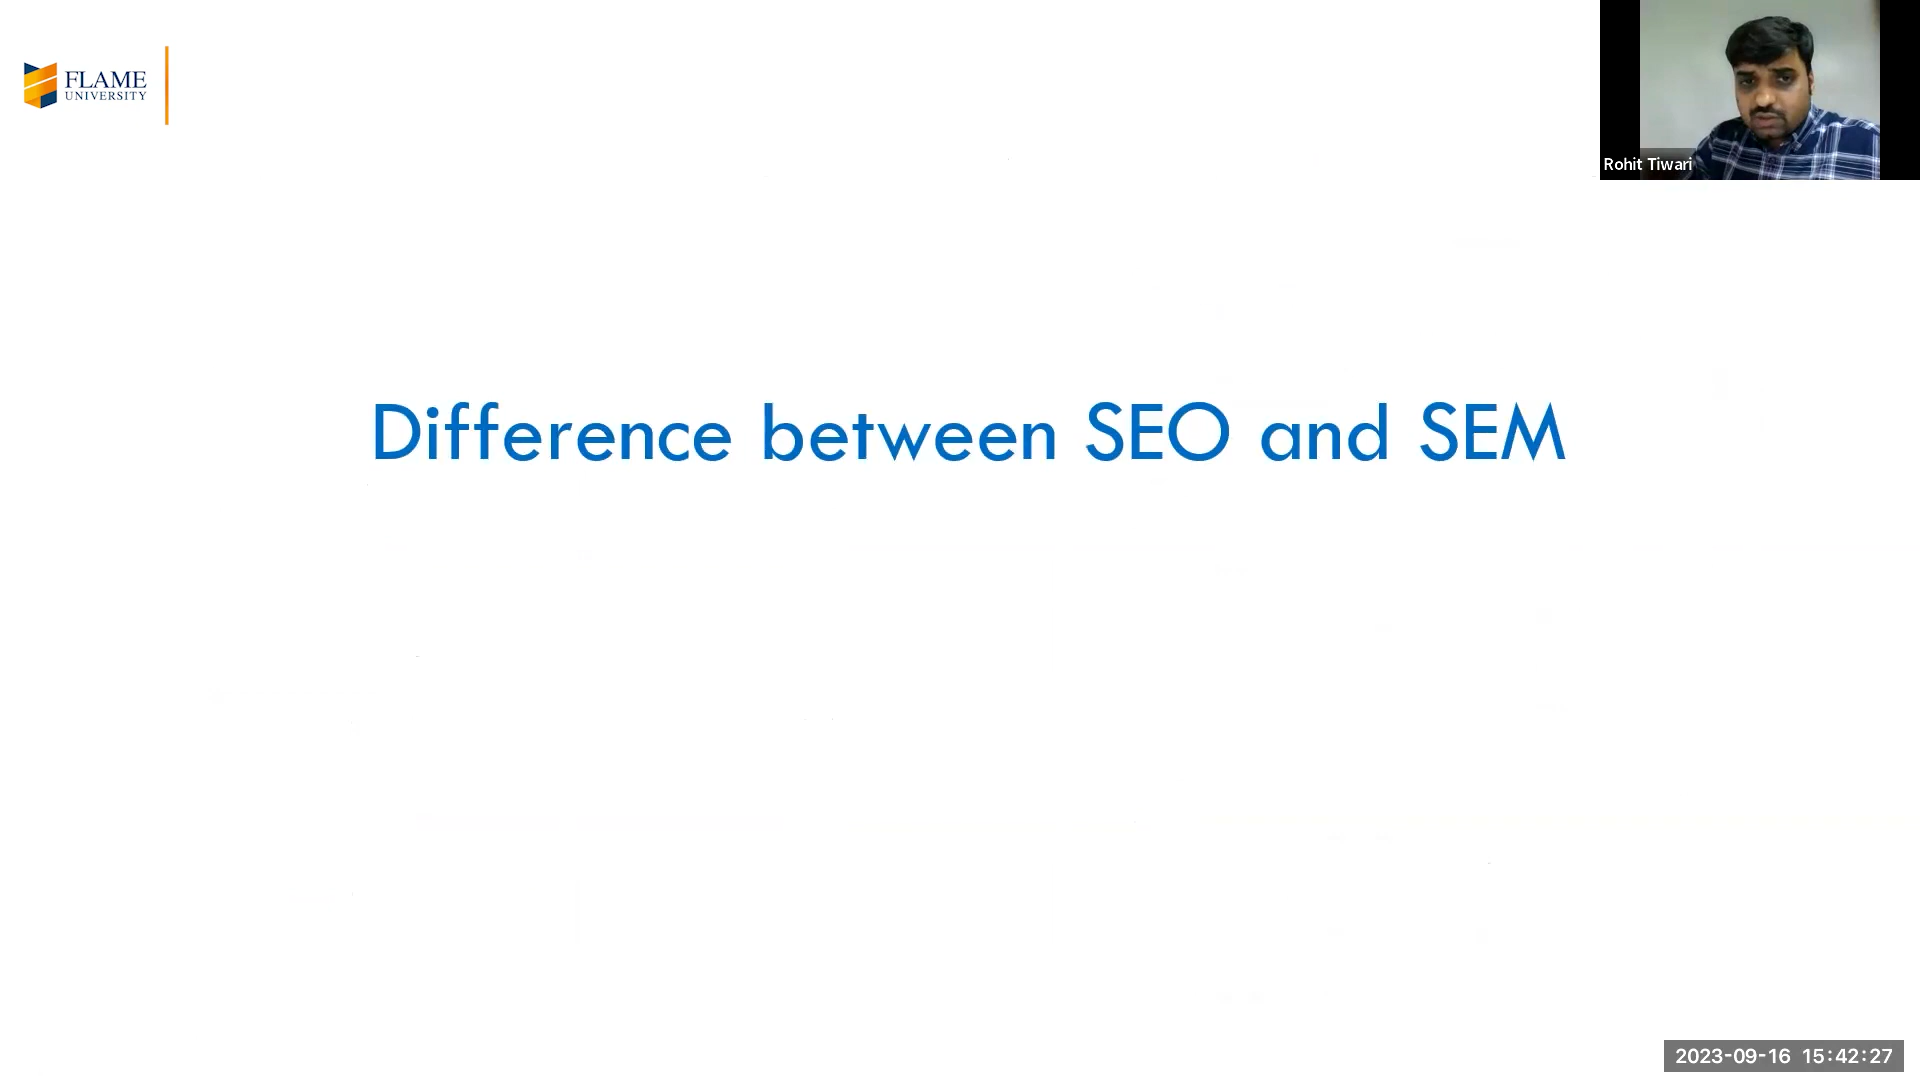 FLAME
UNIVERSITY
Rohit Tiwari
Difference between SEO and SEM
2023-09-16 15:42:27